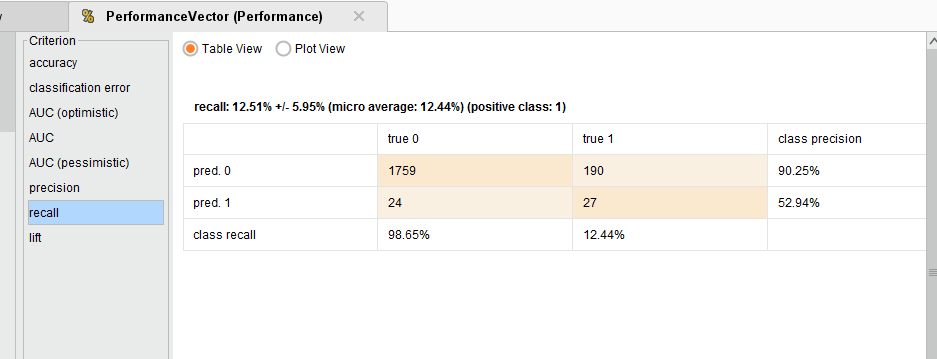 PerformanceVector (Performance)
Criterion
accuracy
classification error
AUC (optimistic)
AUC
AUC (pessimistic)
precision
recall
lift
Table View Plot View
recall: 12.51% +/- 5.95% (micro average: 12.44%) (positive class: 1)
true 0 true 1 class precision
pred. 0 1759 190 90.25%
pred. 1 24 27 52.94%
class recall 98.65% 12.44%